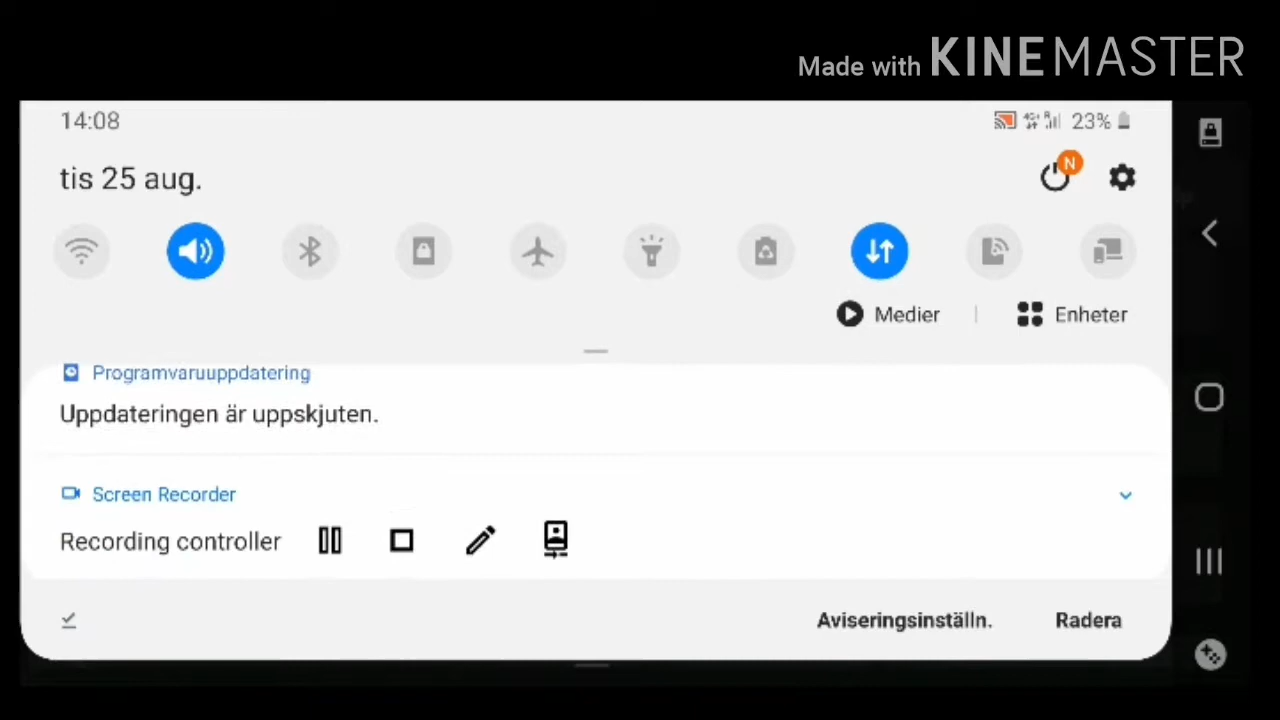 Made with KINEMASTER
14:08
23%
tis 25 aug.
N
Medier
Enheter
Programvaruuppdatering
Uppdateringen är uppskjuten.
Screen Recorder
Recording controller
Aviseringsinställn.
Radera